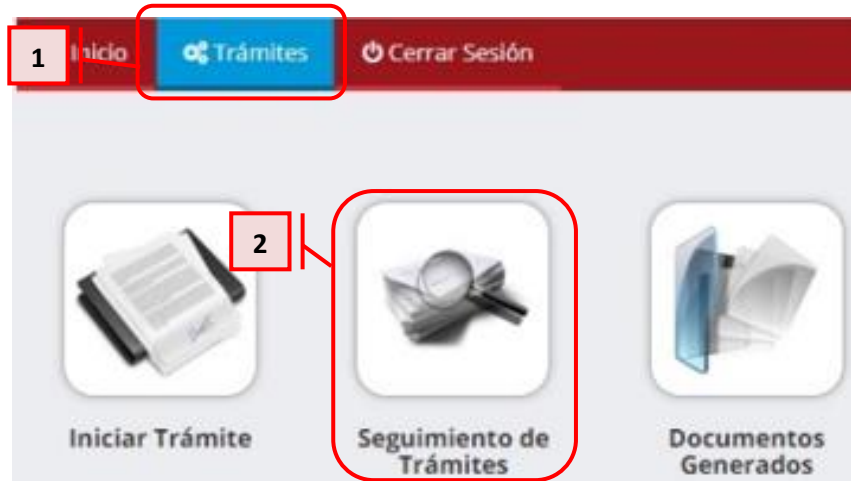 1 Inicio Trámites Cerrar Sesión
2
Iniciar Trámite
Seguimiento de
Trámites
Documentos
Generados